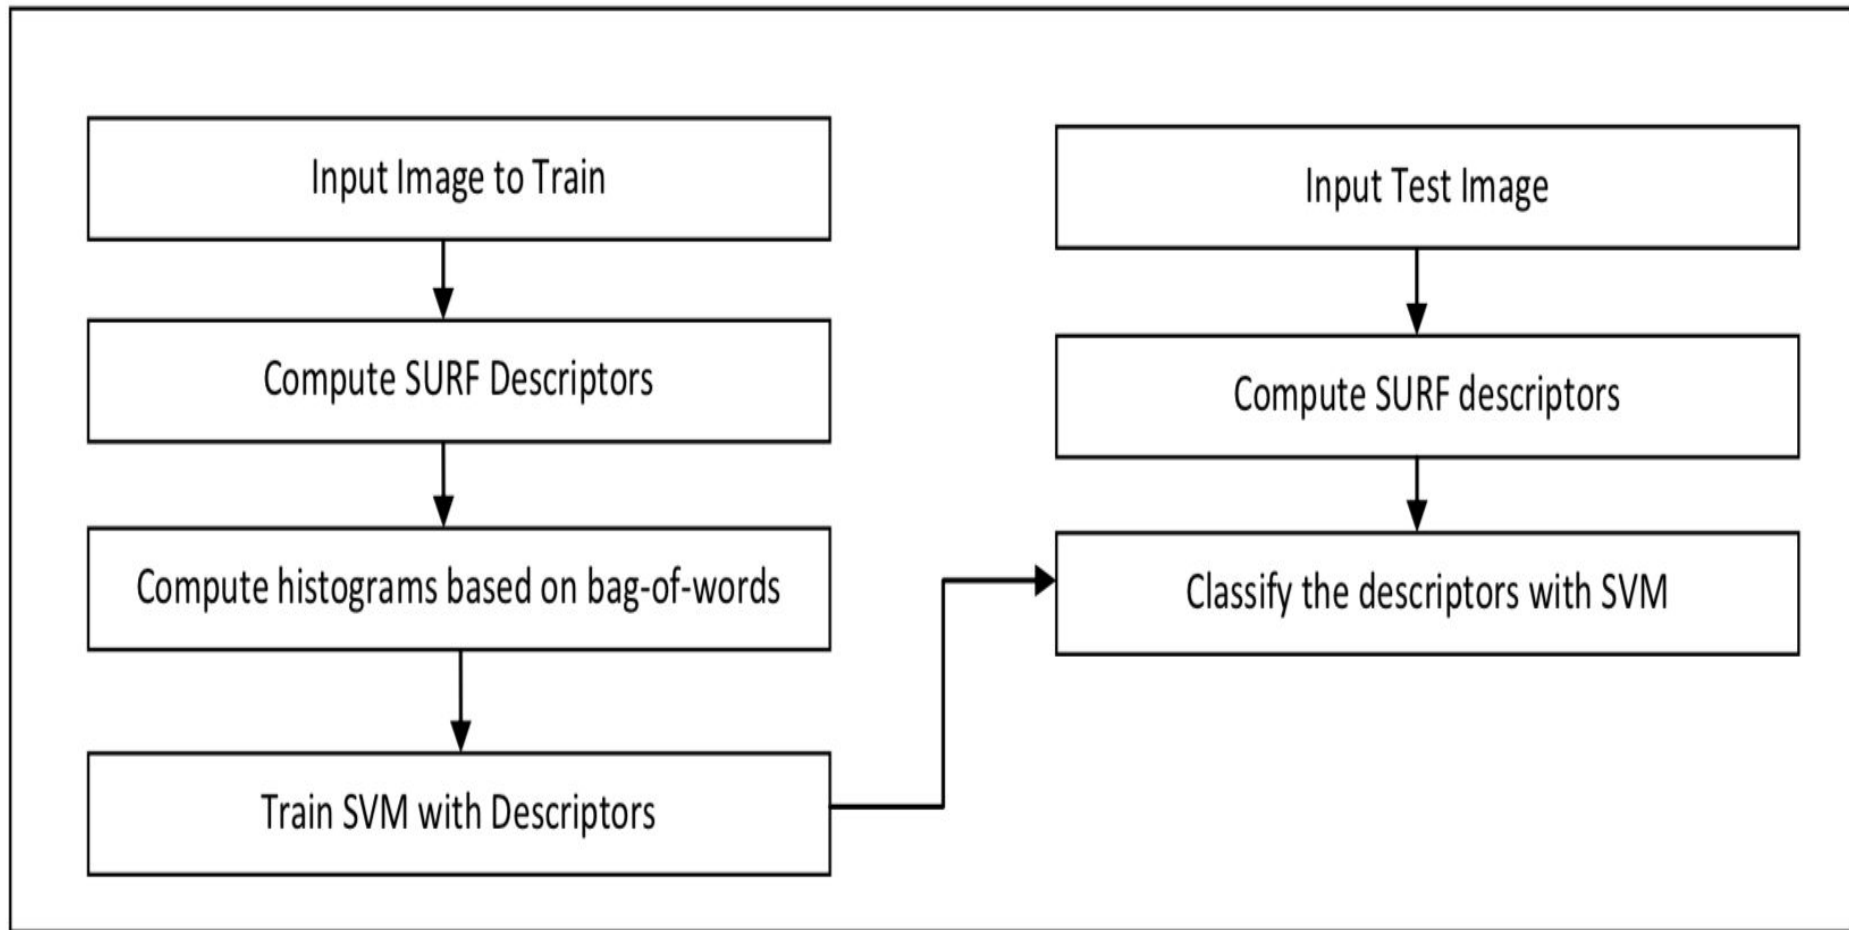 Input Image to Train
Compute SURF Descriptors
Compute histograms based on bag-of-words
Train SVM with Descriptors
Input Test Image
Compute SURF descriptors
Classify the descriptors with SVM